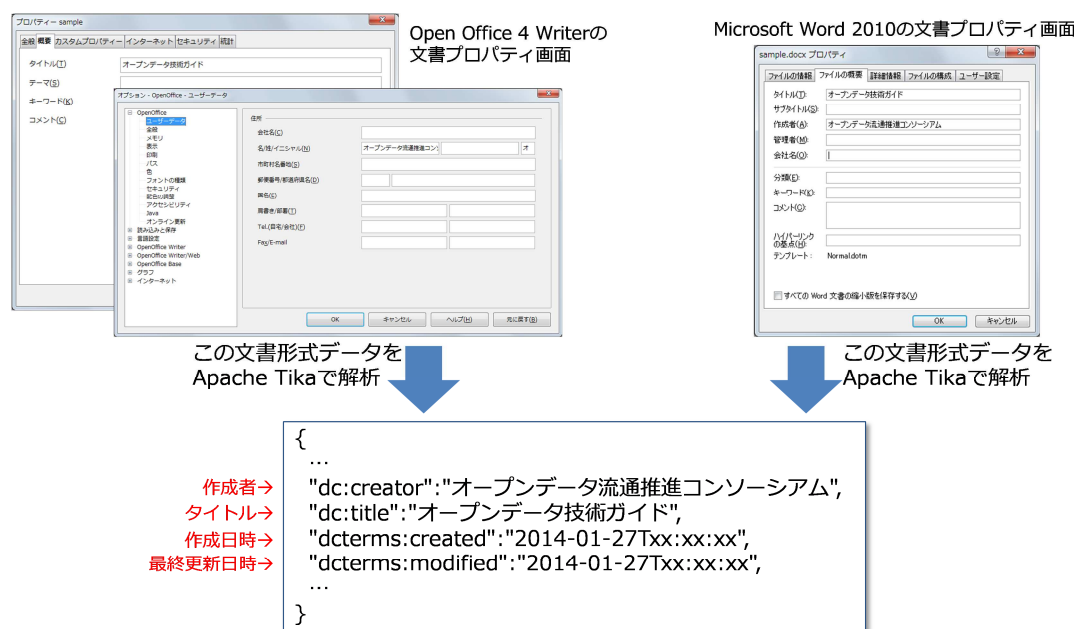 プロパティー sample
全般 概要 カスタムプロパティー インターネット セキュリティ 統計
タイトル(T) オープンデータ技術ガイド
テーマ(S)
キーワード(K)
コメント(C)
Open Office 4 Writerの
文書プロパティ画面
オプション - OpenOffice - ユーザーデータ
OpenOffice
ユーザーデータ
全般
メモリ
表示
印刷
パス
色
フォントの種類
セキュリティ
配色の調整
アクセシビリティ
Java
オンライン更新
読み込みと保存
言語設定
OpenOffice Writer
OpenOffice Writer/Web
OpenOffice Base
グラフ
インターネット
住所
会社名(C)
名/姓/イニシャル(N) オープンデータ流通推進コン オ
市町村名番地(S)
郵便番号/都道府県名(D)
国名(G)
肩書き/部署(T)
Tel.(自宅/会社)(F)
Fax/E-mail
OK キャンセル ヘルプ(H) 元に戻す(B)
Microsoft Word 2010の文書プロパティ画面
sample.docx プロパティ
ファイルの情報 ファイルの概要 詳細情報 ファイルの構成 ユーザー設定
タイトル(T): オープンデータ技術ガイド
サブタイトル(S):
作成者(A): オープンデータ流通推進コンソーシアム
管理者(M):
会社名(O):
分類(E):
キーワード(K):
コメント(C):
ハイパーリンク
の基点(H):
テンプレート: Normal.dotm
すべての Word 文書の縮小版を保存する(V)
OK キャンセル
この文書形式データを
Apache Tikaで解析
この文書形式データを
Apache Tikaで解析
{
…
作成者→ "dc:creator":"オープンデータ流通推進コンソーシアム",
タイトル→ "dc:title":"オープンデータ技術ガイド",
作成日時→ "dcterms:created":"2014-01-27Txx:xx:xx",
最終更新日時→ "dcterms:modified":"2014-01-27Txx:xx:xx",
…
}